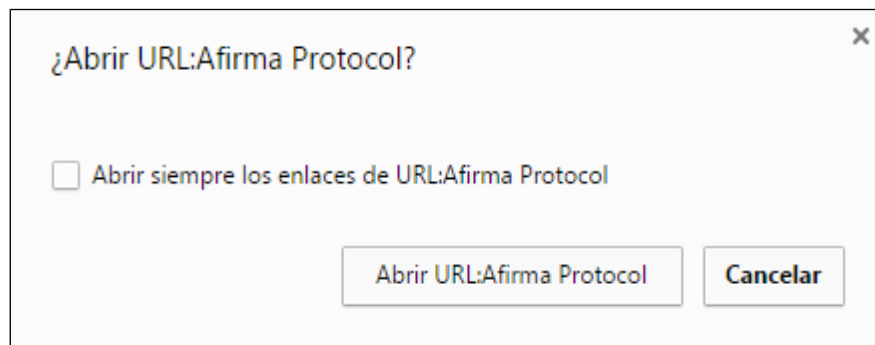 ¿Abrir URL:Afirma Protocol?
Abrir siempre los enlaces de URL:Afirma Protocol
Abrir URL:Afirma Protocol
Cancelar